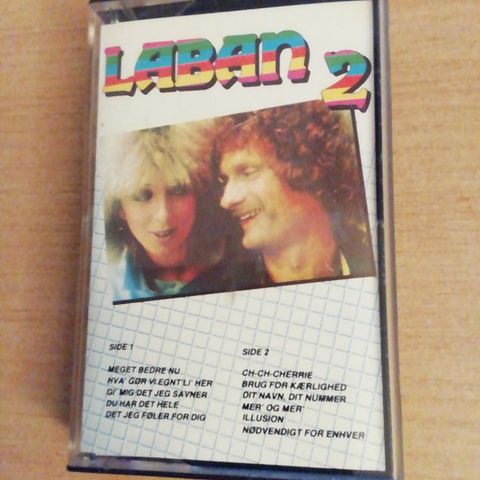 LABAN 2
SIDE 1
MEGET BEDRE NU
HVA' GØR VI EGNT'LI' HER
GI' MIG DET JEG SAVNER
DU HAR DET HELE
DET JEG FØLER FOR DIG
SIDE 2
CH-CH-CHERRIE
BRUG FOR KÆRLIGHED
DIT NAVN, DIT NUMMER
MER' OG MER'
ILLUSION
NØDVENDIGT FOR ENHVER